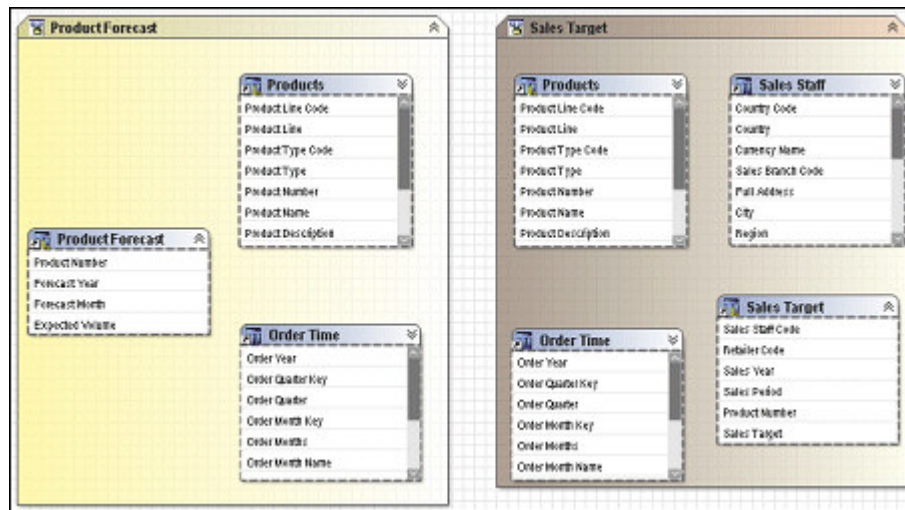 Product Forecast
Products
Product Line Code
Product Line
Product Type Code
Product Type
Product Number
Product Name
Product Description
Product Forecast
Product Number
Forecast Year
Forecast Month
Expected Volume
Order Time
Order Year
Order Quarter Key
Order Quarter
Order Month Key
Order Months
Order Month Name
Sales Target
Products
Product Line Code
Product Line
Product Type Code
Product Type
Product Number
Product Name
Product Description
Sales Staff
Country Code
Country
Currency Name
Sales Branch Code
Full Address
City
Region
Order Time
Order Year
Order Quarter Key
Order Quarter
Order Month Key
Order Months
Order Month Name
Sales Target
Sales Staff Code
Retailer Code
Sales Year
Sales Period
Product Number
Sales Target